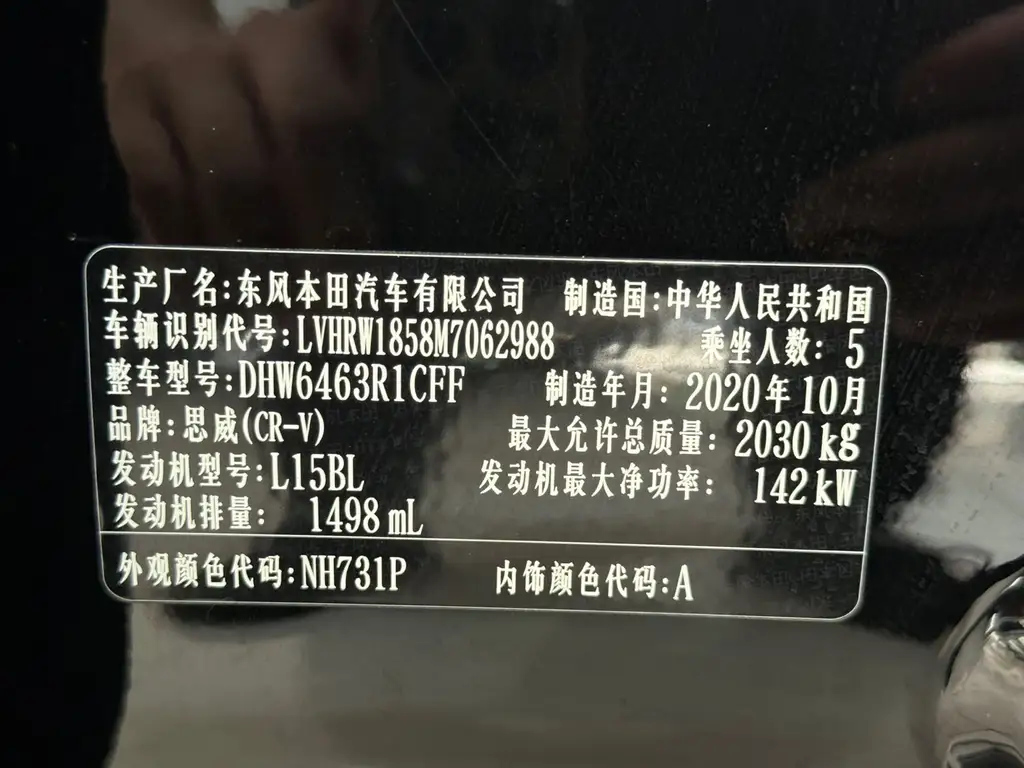 生产厂名:东风本田汽车有限公司 制造国:中华人民共和国
车辆识别代号:LVHRW1858M7062988 乘坐人数: 5
整车型号:DHW6463R1CFF 制造年月: 2020年10月
品牌:思威(CR-V) 最大允许总质量: 2030 kg
发动机型号:L15BL 发动机最大净功率: 142 kW
发动机排量: 1498 mL
外观颜色代码:NH731P 内饰颜色代码:A